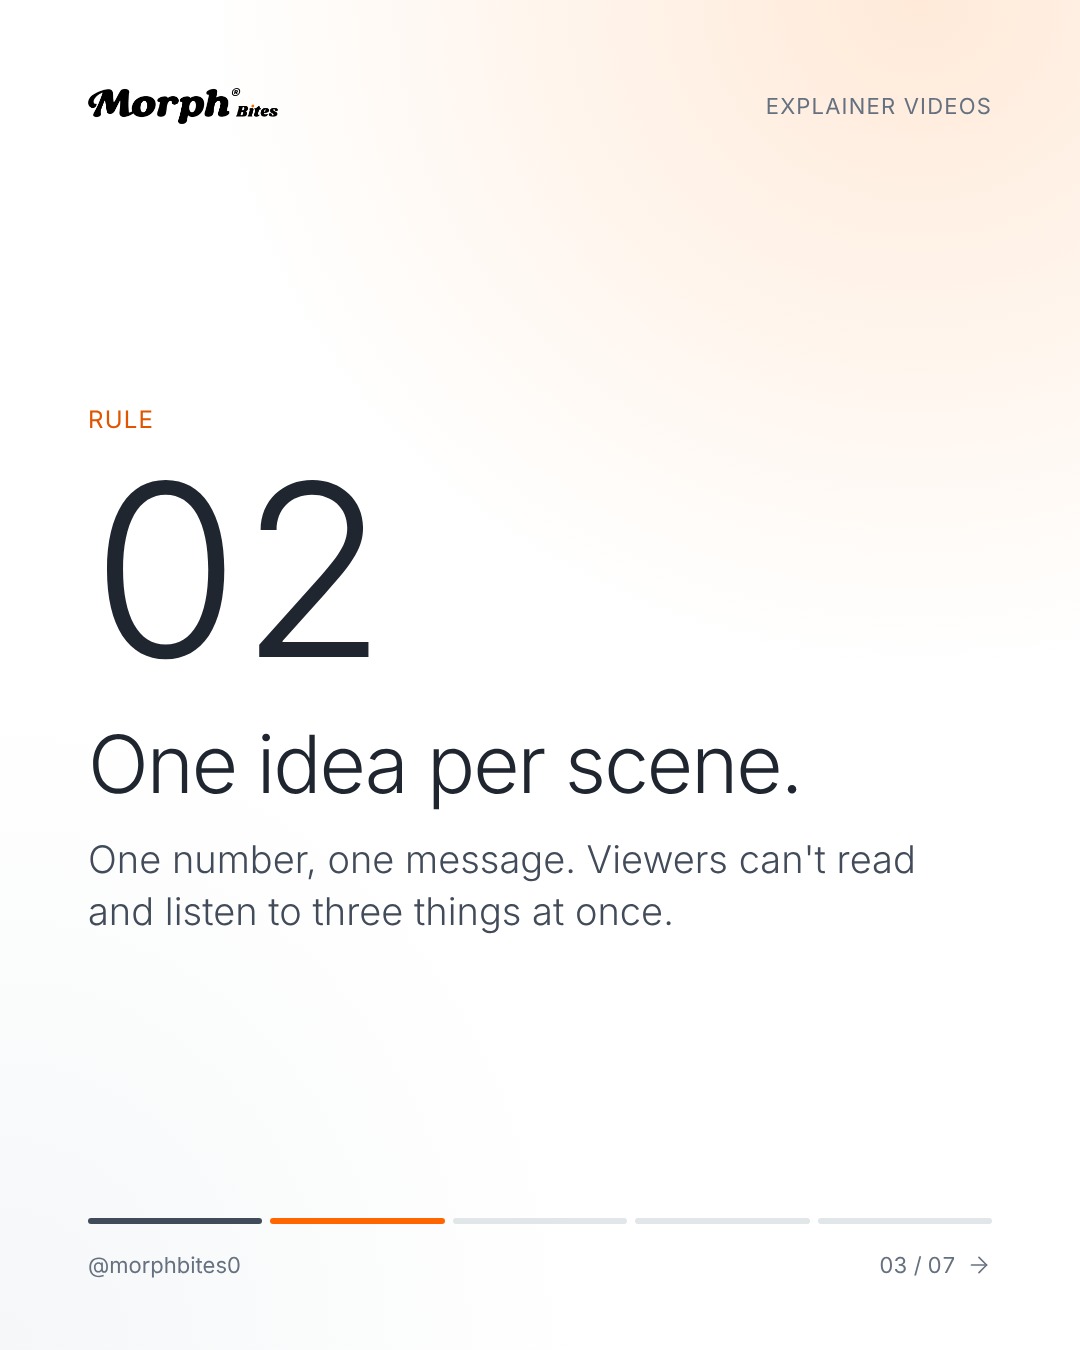 Morph® Bites
EXPLAINER VIDEOS
RULE
02
One idea per scene.
One number, one message. Viewers can't read
and listen to three things at once.
@morphbites0
03 / 07 →